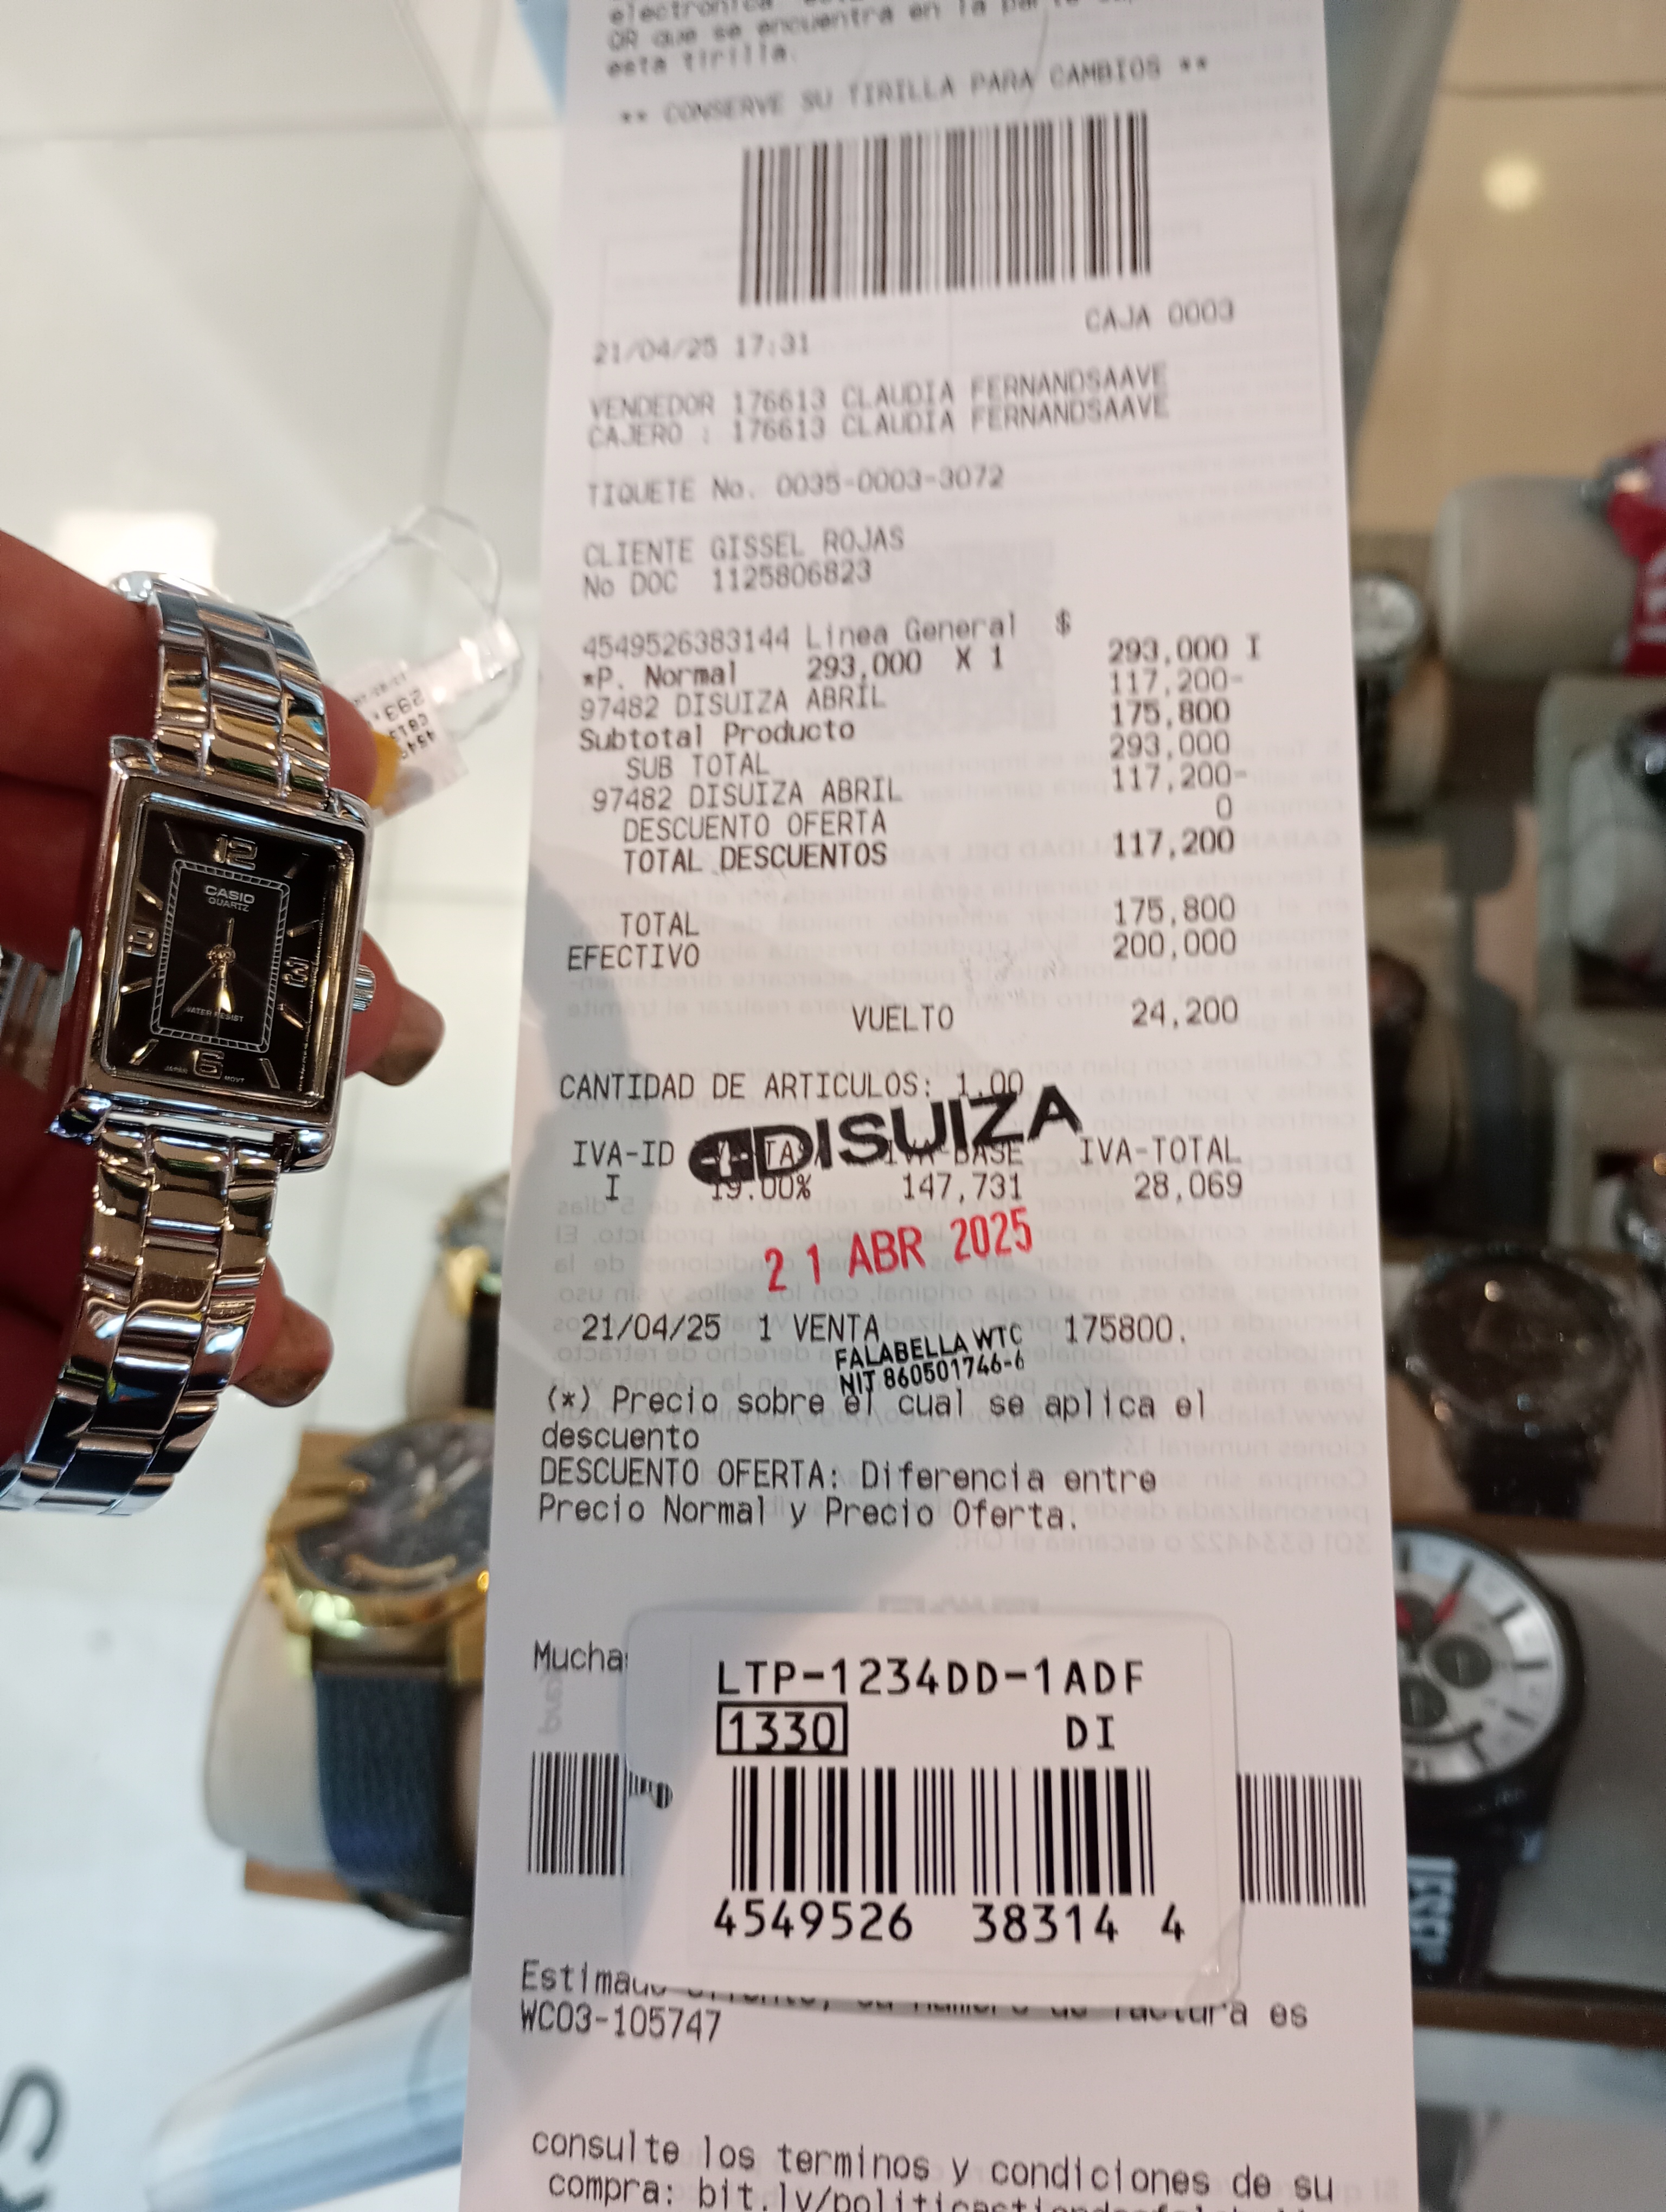 QR que se encuentra en la
esta tirilla.
** CONSERVE SU TIRILLA PARA CAMBIOS **
CAJA 0003
21/04/25 17:31
VENDEDOR 176613 CLAUDIA FERNANDSAAVE
CAJERO : 176613 CLAUDIA FERNANDSAAVE
TIQUETE No. 0035-0003-3072
CLIENTE GISSEL ROJAS
No DOC 1125806823
4549526383144 Linea General $ 293,000 I
*P. Normal 293,000 X 1
97482 DISUIZA ABRIL 117,200-
Subtotal Producto 175,800
SUB TOTAL 293,000
97482 DISUIZA ABRIL 117,200-
DESCUENTO OFERTA 0
TOTAL DESCUENTOS 117,200
TOTAL 175,800
EFECTIVO 200,000
VUELTO 24,200
CANTIDAD DE ARTICULOS: 1.00
DISUIZA
IVA-ID IVA-BASE IVA-TOTAL
I 19.00% 147,731 28,069
21 ABR 2025
21/04/25 1 VENTA 175800.
FALABELLA WTC
NIT 860501746-6
(*) Precio sobre el cual se aplica el
descuento
DESCUENTO OFERTA: Diferencia entre
Precio Normal y Precio Oferta.
LTP-1234DD-1ADF
1330 DI
4549526 38314 4
es
WC03-105747
consulte los terminos y condiciones de su
compra:
12
CASIO
QUARTZ
9 3
WATER RESIST
6
JAPAN MOVT